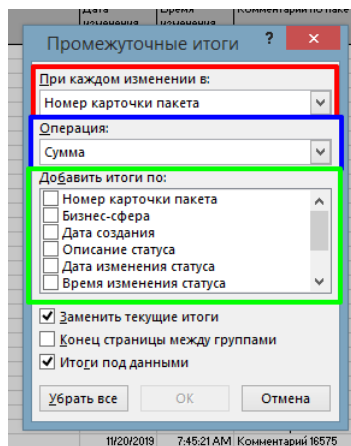 Дата Время Комментарий по паке
изменения изменения
Промежуточные итоги ?
При каждом изменении в:
Номер карточки пакета
Операция:
Сумма
Добавить итоги по:
Номер карточки пакета
Бизнес-сфера
Дата создания
Описание статуса
Дата изменения статуса
Время изменения статуса
Заменить текущие итоги
Конец страницы между группами
Итоги под данными
Убрать все OK Отмена
11/20/2019 7:45:21 AM Комментарий 16575